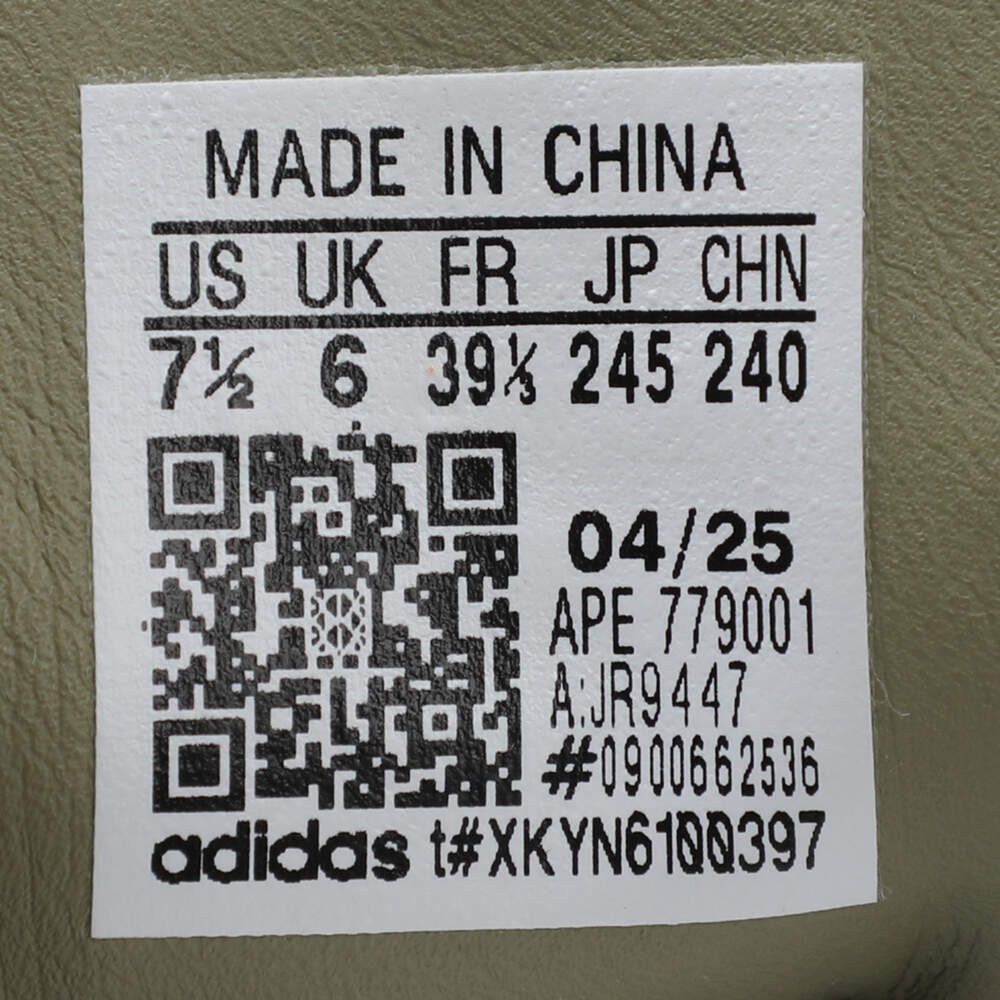 MADE IN CHINA
US UK FR JP CHN
7½ 6 39⅓ 245 240
04/25
APE 779001
A:JR9447
#0900662536
adidas t#XKYN6100397